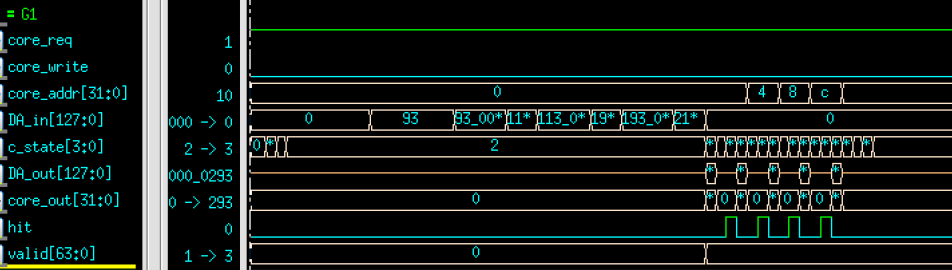 = G1
core_req 1
core_write 0
core_addr[31:0] 10 0 4 8 c
DA_in[127:0] 000 -> 0 0 93 93_00* 11* 113_0* 19* 193_0* 21* 0
c_state[3:0] 2 -> 3 0 * 2 * * * * * * * * * * * * * *
DA_out[127:0] 000_0293 * * * * *
core_out[31:0] 0 -> 293 0 * 0 * 0 * 0 * 0 *
hit 0
valid[63:0] 1 -> 3 0